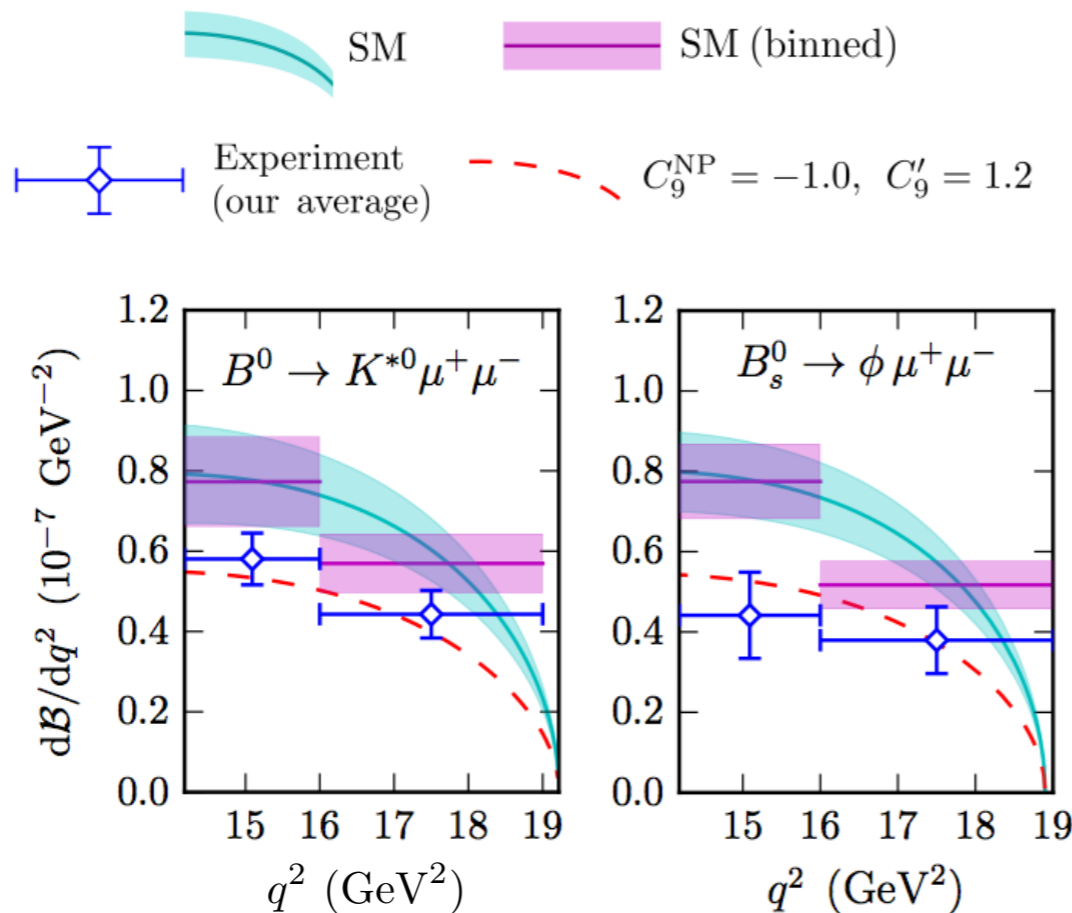 SM
SM (binned)
Experiment
(our average)
$C_9^{\mathrm{NP}} = -1.0, \; C_9' = 1.2$
$\mathrm{d}\mathcal{B}/\mathrm{d}q^2 \; (10^{-7} \; \mathrm{GeV}^{-2})$
1.2
1.0
0.8
0.6
0.4
0.2
0.0
$B^0 \to K^{*0} \mu^+ \mu^-$
15 16 17 18 19
$q^2 \; (\mathrm{GeV}^2)$
1.2
1.0
0.8
0.6
0.4
0.2
0.0
$B_s^0 \to \phi \, \mu^+ \mu^-$
15 16 17 18 19
$q^2 \; (\mathrm{GeV}^2)$